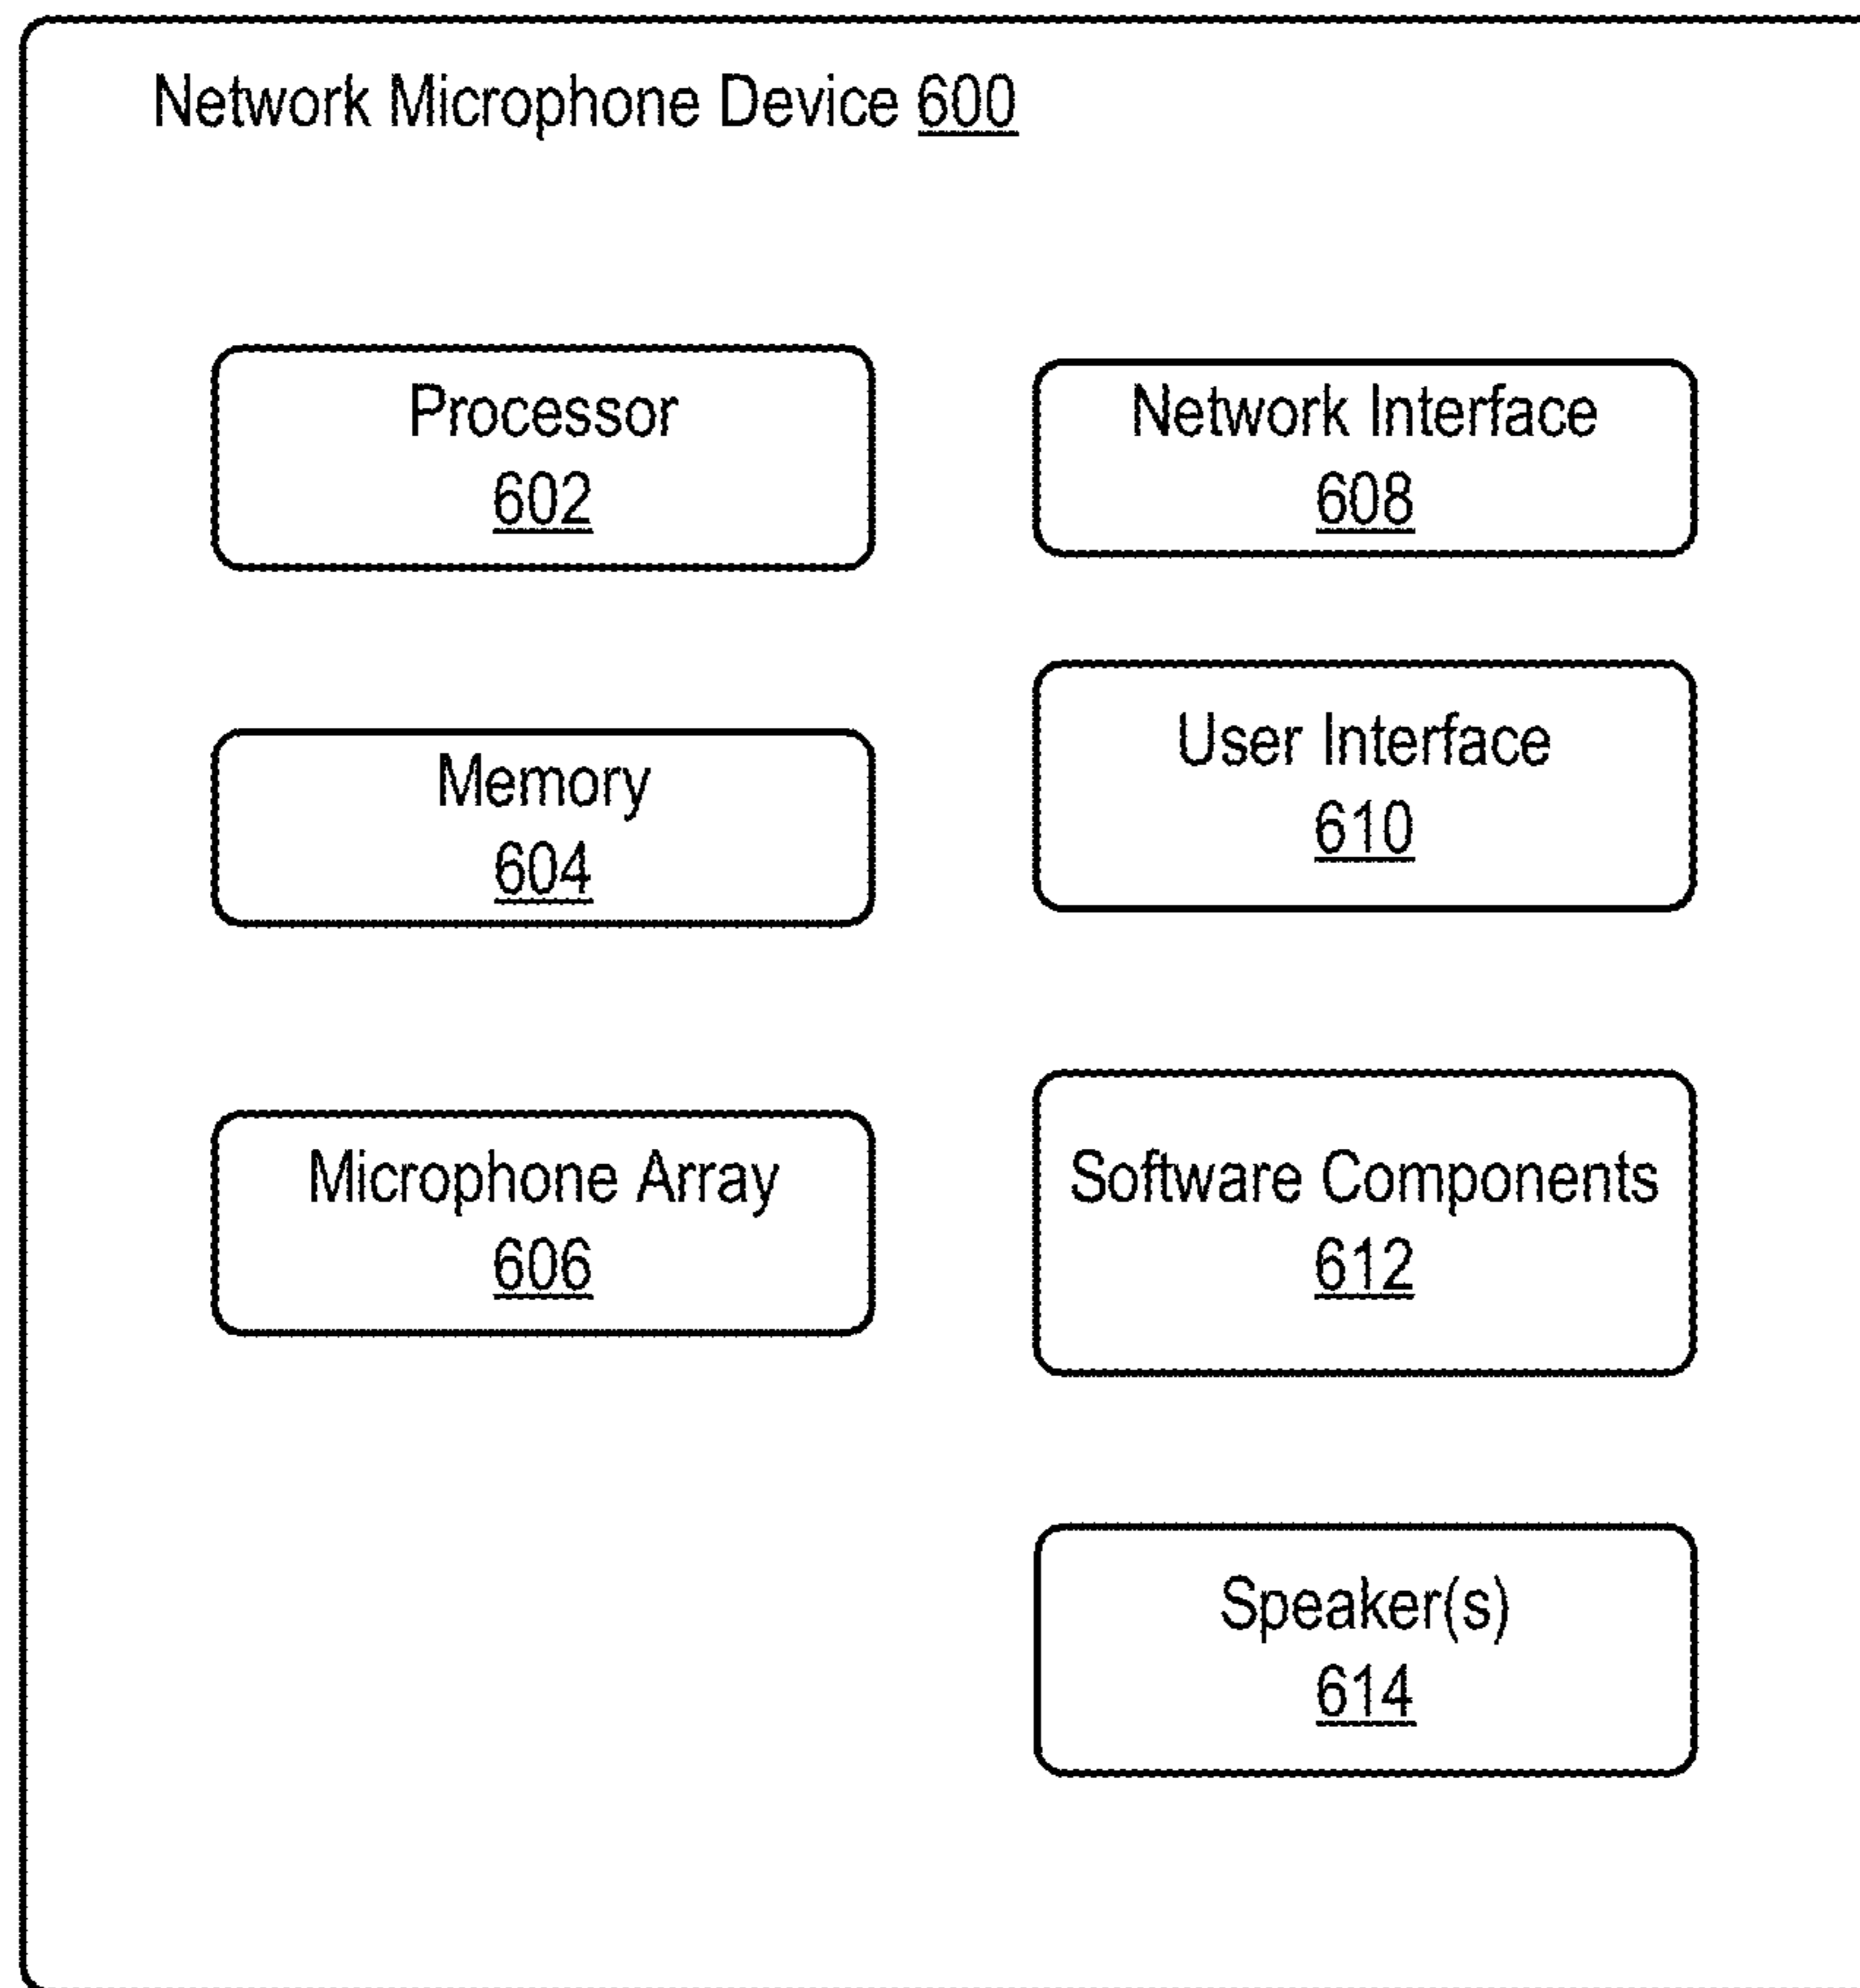 Network Microphone Device 600
Processor
602
Memory
604
Microphone Array
606
Network Interface
608
User Interface
610
Software Components
612
Speaker(s)
614